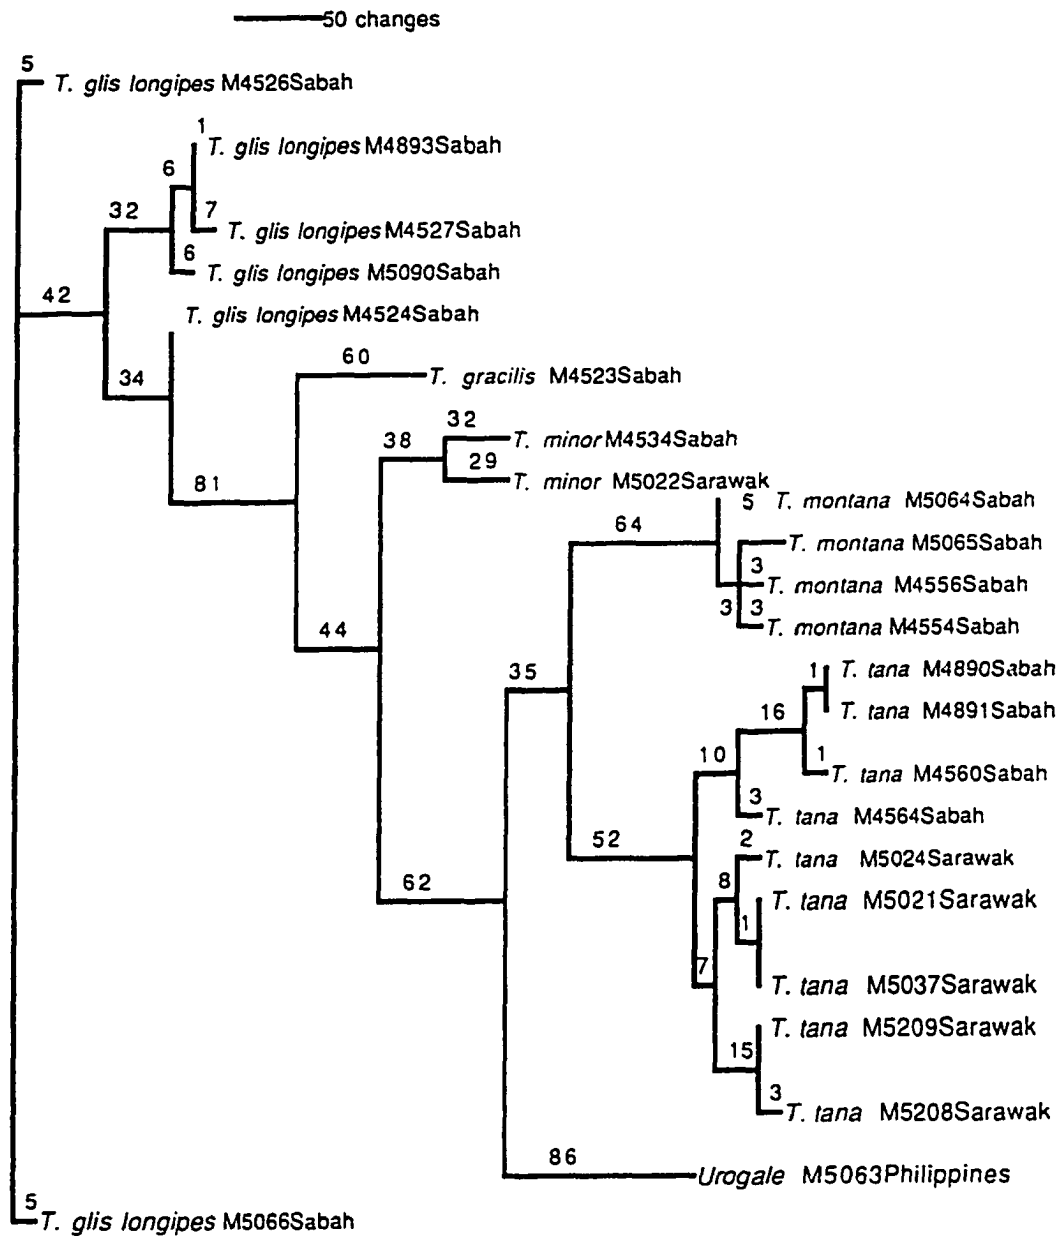 50 changes
5
T. glis longipes M4526Sabah
1
T. glis longipes M4893Sabah
6
32
7
T. glis longipes M4527Sabah
6
T. glis longipes M5090Sabah
42
T. glis longipes M4524Sabah
34
60
T. gracilis M4523Sabah
32
38
T. minor M4534Sabah
29
81
T. minor M5022Sarawak
5
T. montana M5064Sabah
64
T. montana M5065Sabah
3
T. montana M4556Sabah
3 3
T. montana M4554Sabah
44
35
1
T. tana M4890Sabah
T. tana M4891Sabah
16
10
1
T. tana M4560Sabah
3
T. tana M4564Sabah
52
2
T. tana M5024Sarawak
62
8
T. tana M5021Sarawak
1
7
T. tana M5037Sarawak
T. tana M5209Sarawak
15
3
T. tana M5208Sarawak
86
Urogale M5063Philippines
5
T. glis longipes M5066Sabah